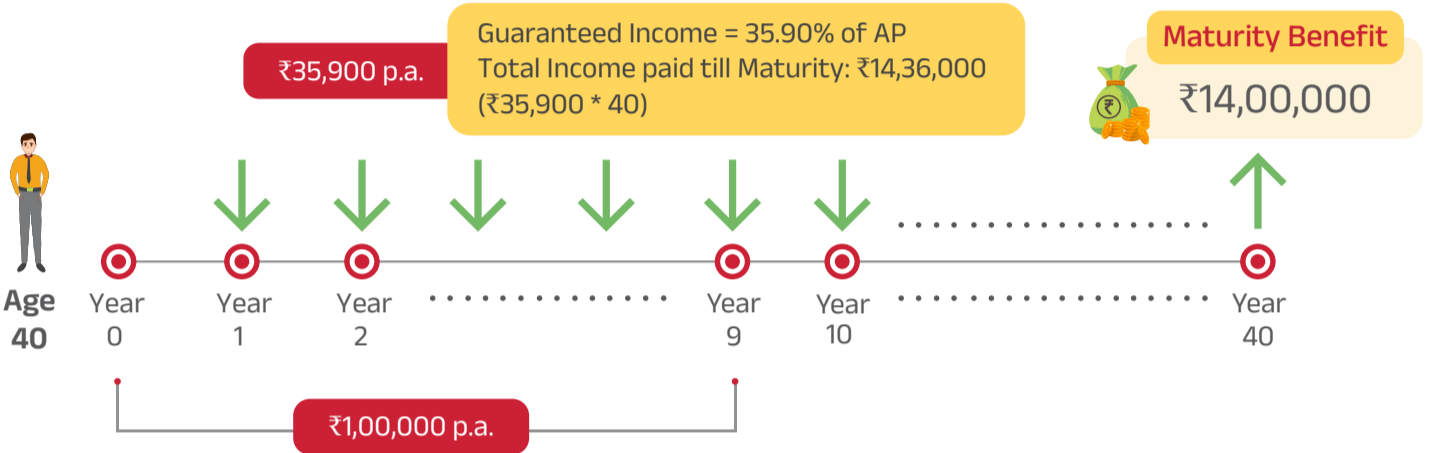 ₹35,900 p.a.
Guaranteed Income = 35.90% of AP
Total Income paid till Maturity: ₹14,36,000
(₹35,900 * 40)
Maturity Benefit
₹14,00,000
₹
Age
40
Year
0
Year
1
Year
2
Year
9
Year
10
Year
40
₹1,00,000 p.a.